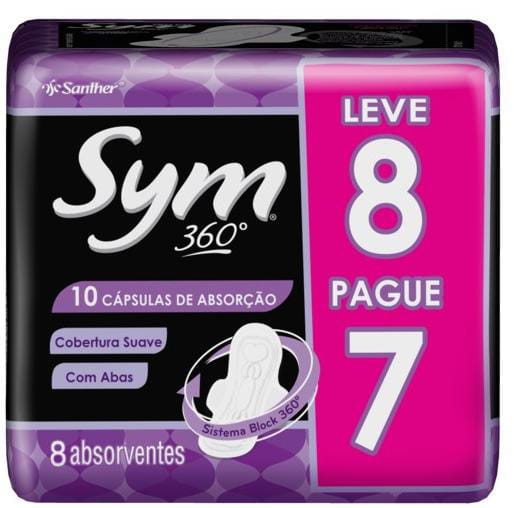 Santher®
Sym®
360°
10 CÁPSULAS DE ABSORÇÃO
Cobertura Suave
Com Abas
Sistema Block 360°
8 absorventes
LEVE
8
PAGUE
7